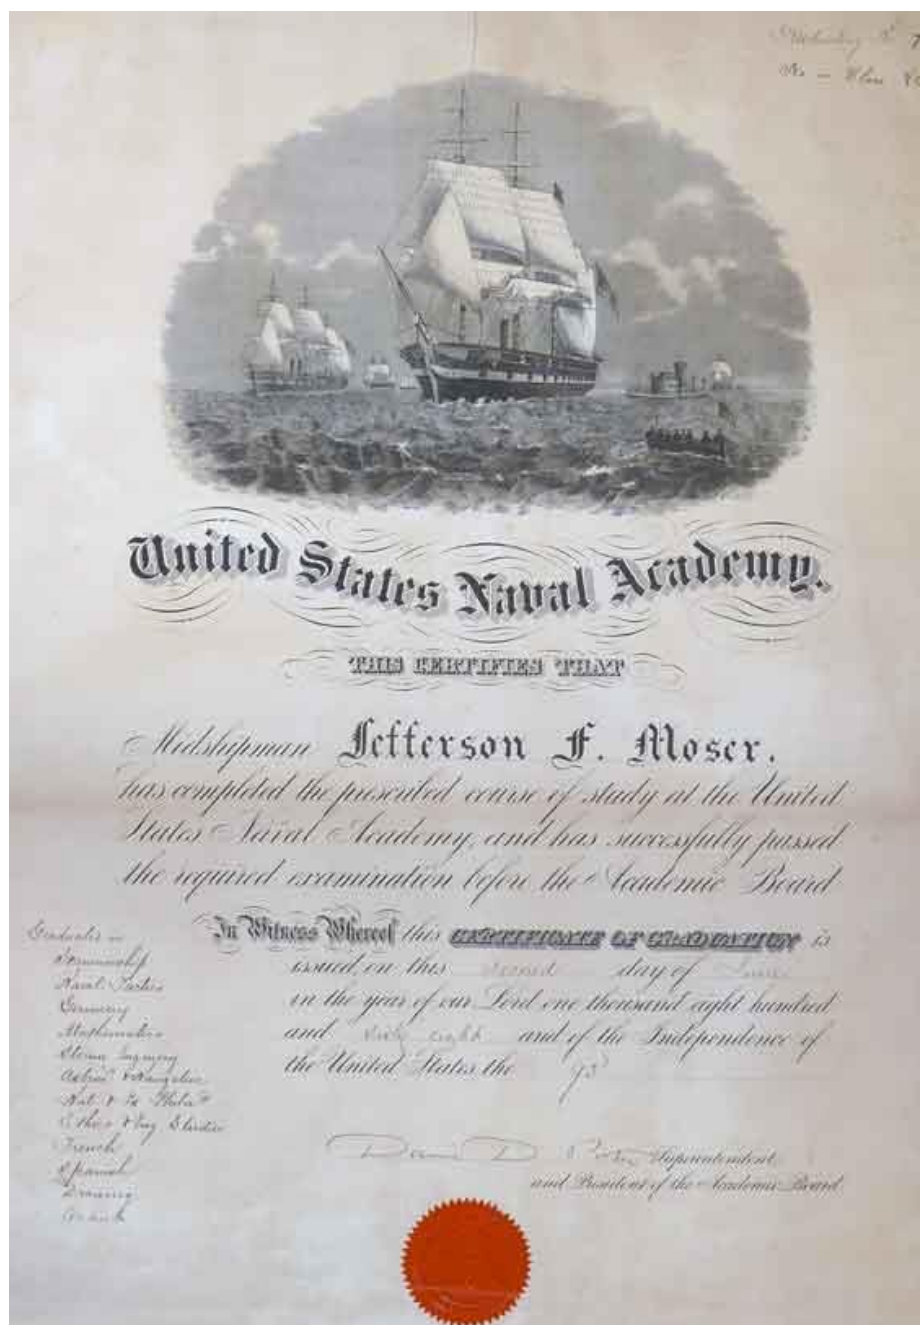 United States Naval Academy.
THIS CERTIFIES THAT
Midshipman Jefferson F. Moser.
has completed the prescribed course of study at the United
States Naval Academy, and has successfully passed
the required examination before the Academic Board
In Witness Whereof this CERTIFICATE OF GRADUATION is
issued, on this second day of June
in the year of our Lord one thousand eight hundred
and sixty eight and of the Independence of
the United States the
David D. Porter Superintendent
and President of the Academic Board
Graduates in
Seamanship
Naval Tactics
Gunnery
Mathematics
Steam
French
Spanish
Drawing